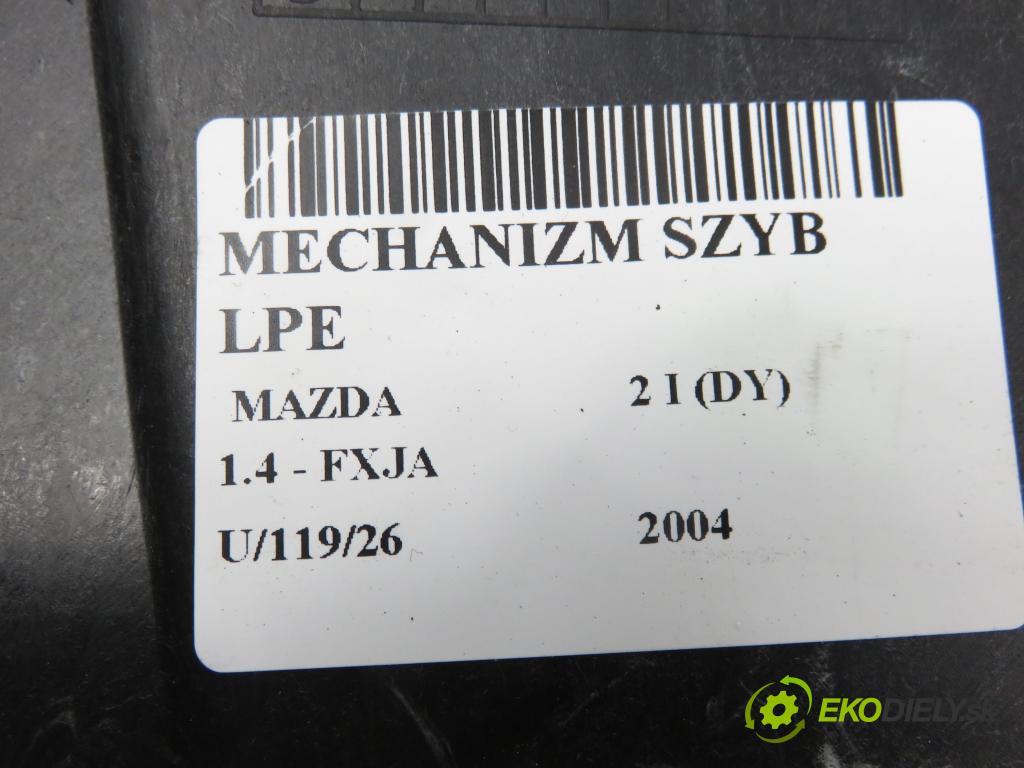 MECHANIZM SZYB
LPE
MAZDA 2 I (DY)
1.4 - FXJA
U/119/26 2004
EKODIELY.sk